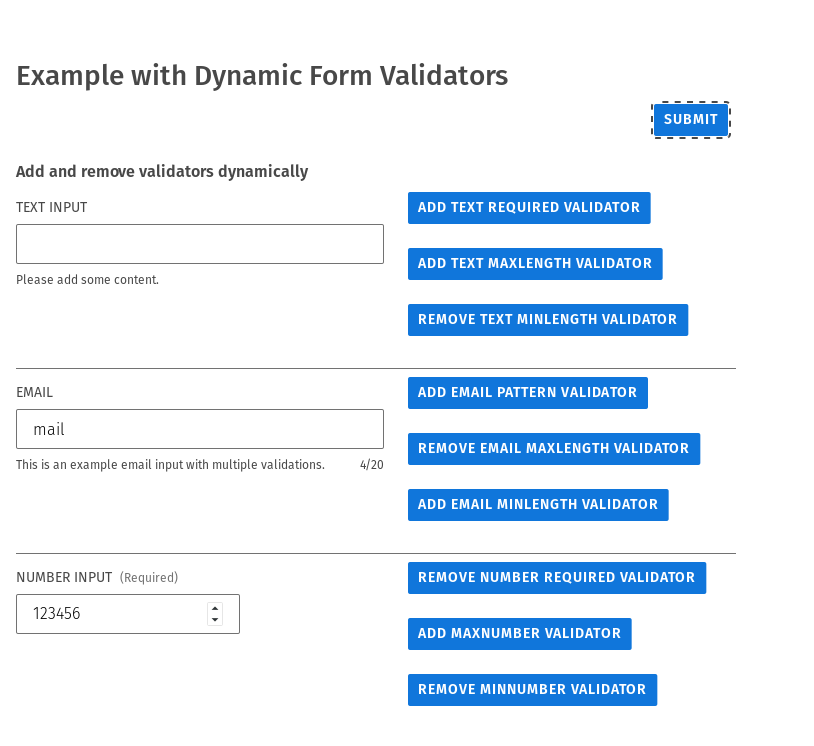 Example with Dynamic Form Validators
SUBMIT
Add and remove validators dynamically
TEXT INPUT
Please add some content.
ADD TEXT REQUIRED VALIDATOR
ADD TEXT MAXLENGTH VALIDATOR
REMOVE TEXT MINLENGTH VALIDATOR
EMAIL
mail
This is an example email input with multiple validations. 4/20
ADD EMAIL PATTERN VALIDATOR
REMOVE EMAIL MAXLENGTH VALIDATOR
ADD EMAIL MINLENGTH VALIDATOR
NUMBER INPUT (Required)
123456
REMOVE NUMBER REQUIRED VALIDATOR
ADD MAXNUMBER VALIDATOR
REMOVE MINNUMBER VALIDATOR